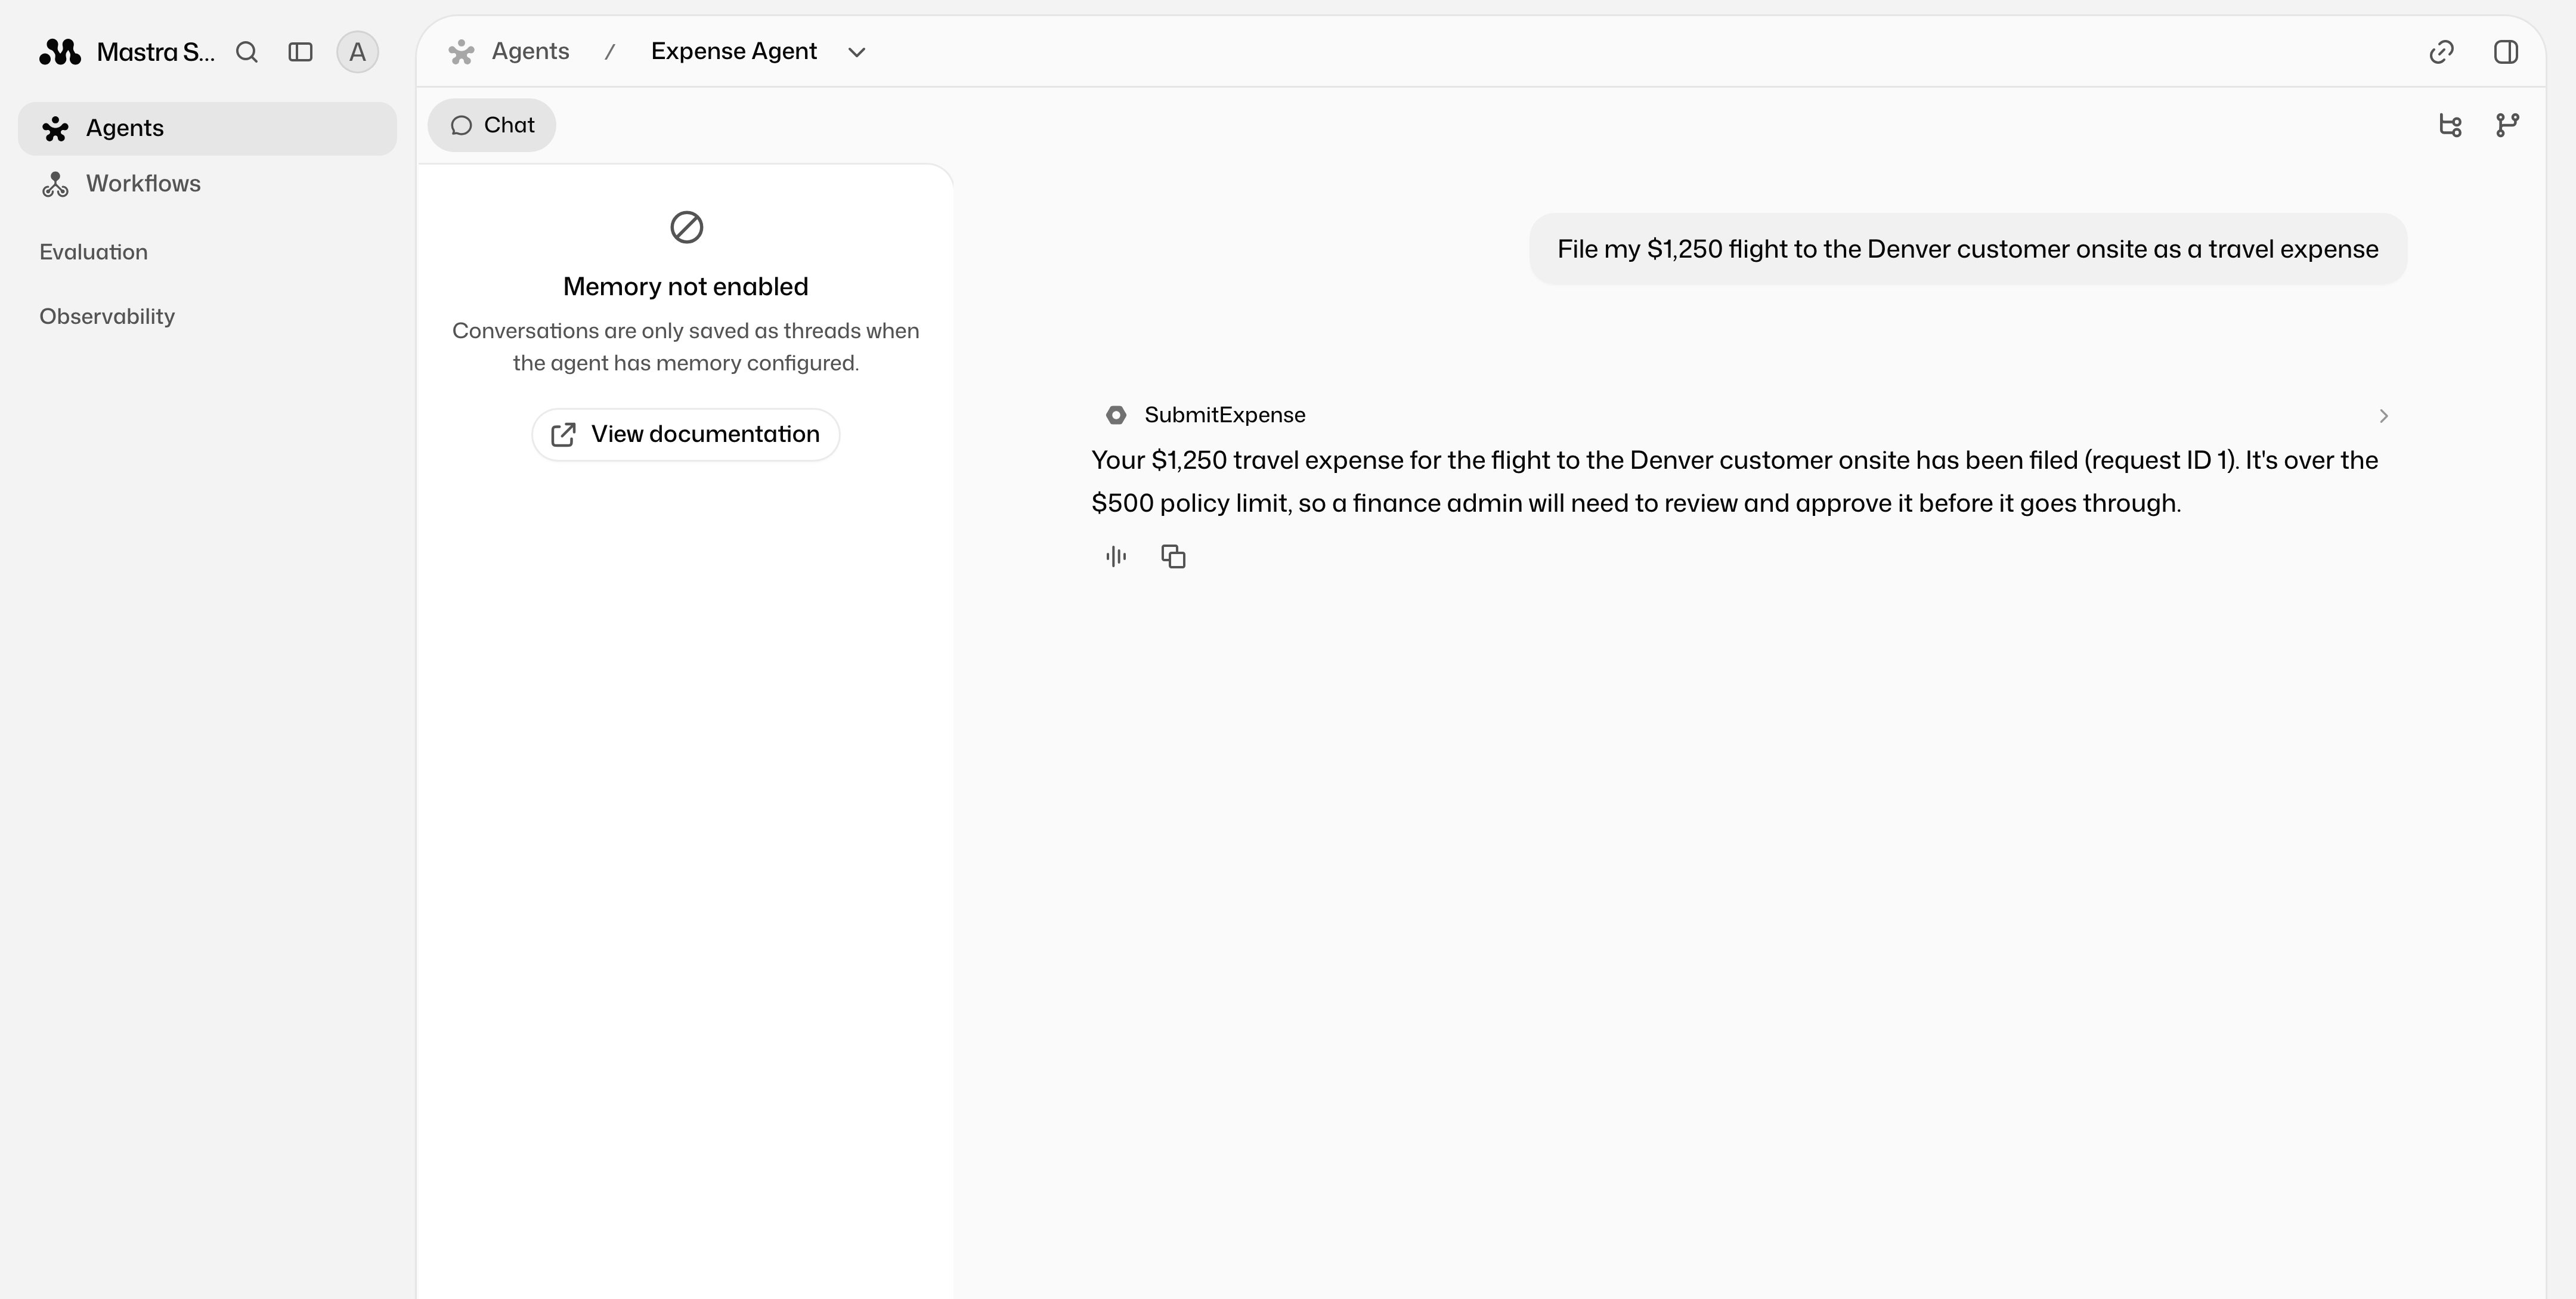 Mastra S...
A
Agents
Workflows
Evaluation
Observability
Agents / Expense Agent
Chat
Memory not enabled
Conversations are only saved as threads when
the agent has memory configured.
View documentation
File my $1,250 flight to the Denver customer onsite as a travel expense
SubmitExpense
Your $1,250 travel expense for the flight to the Denver customer onsite has been filed (request ID 1). It's over the
$500 policy limit, so a finance admin will need to review and approve it before it goes through.